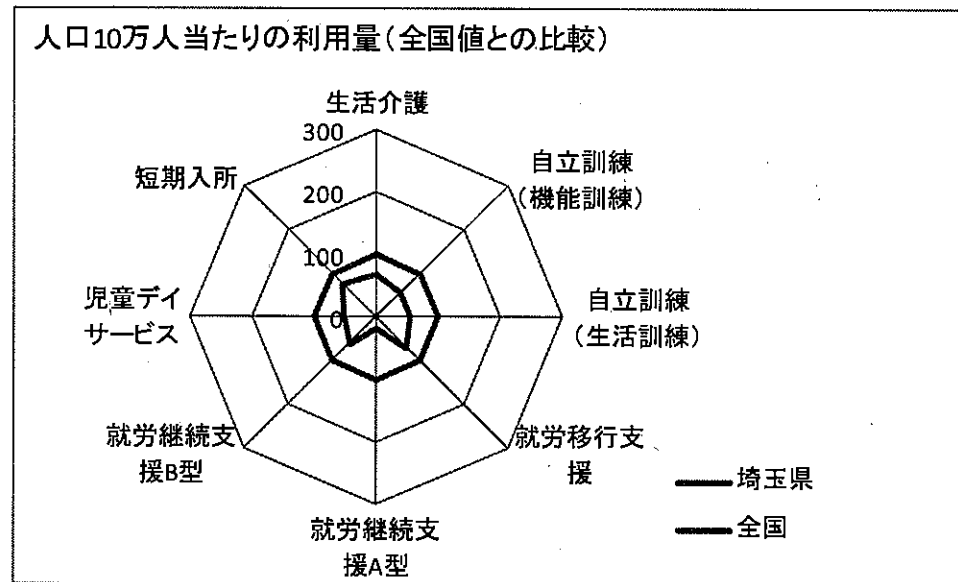 人口10万人当たりの利用量（全国値との比較）
生活介護
300
200
100
0
自立訓練
（機能訓練）
自立訓練
（生活訓練）
就労移行支
援
就労継続支
援A型
就労継続支
援B型
児童デイ
サービス
短期入所
埼玉県
全国